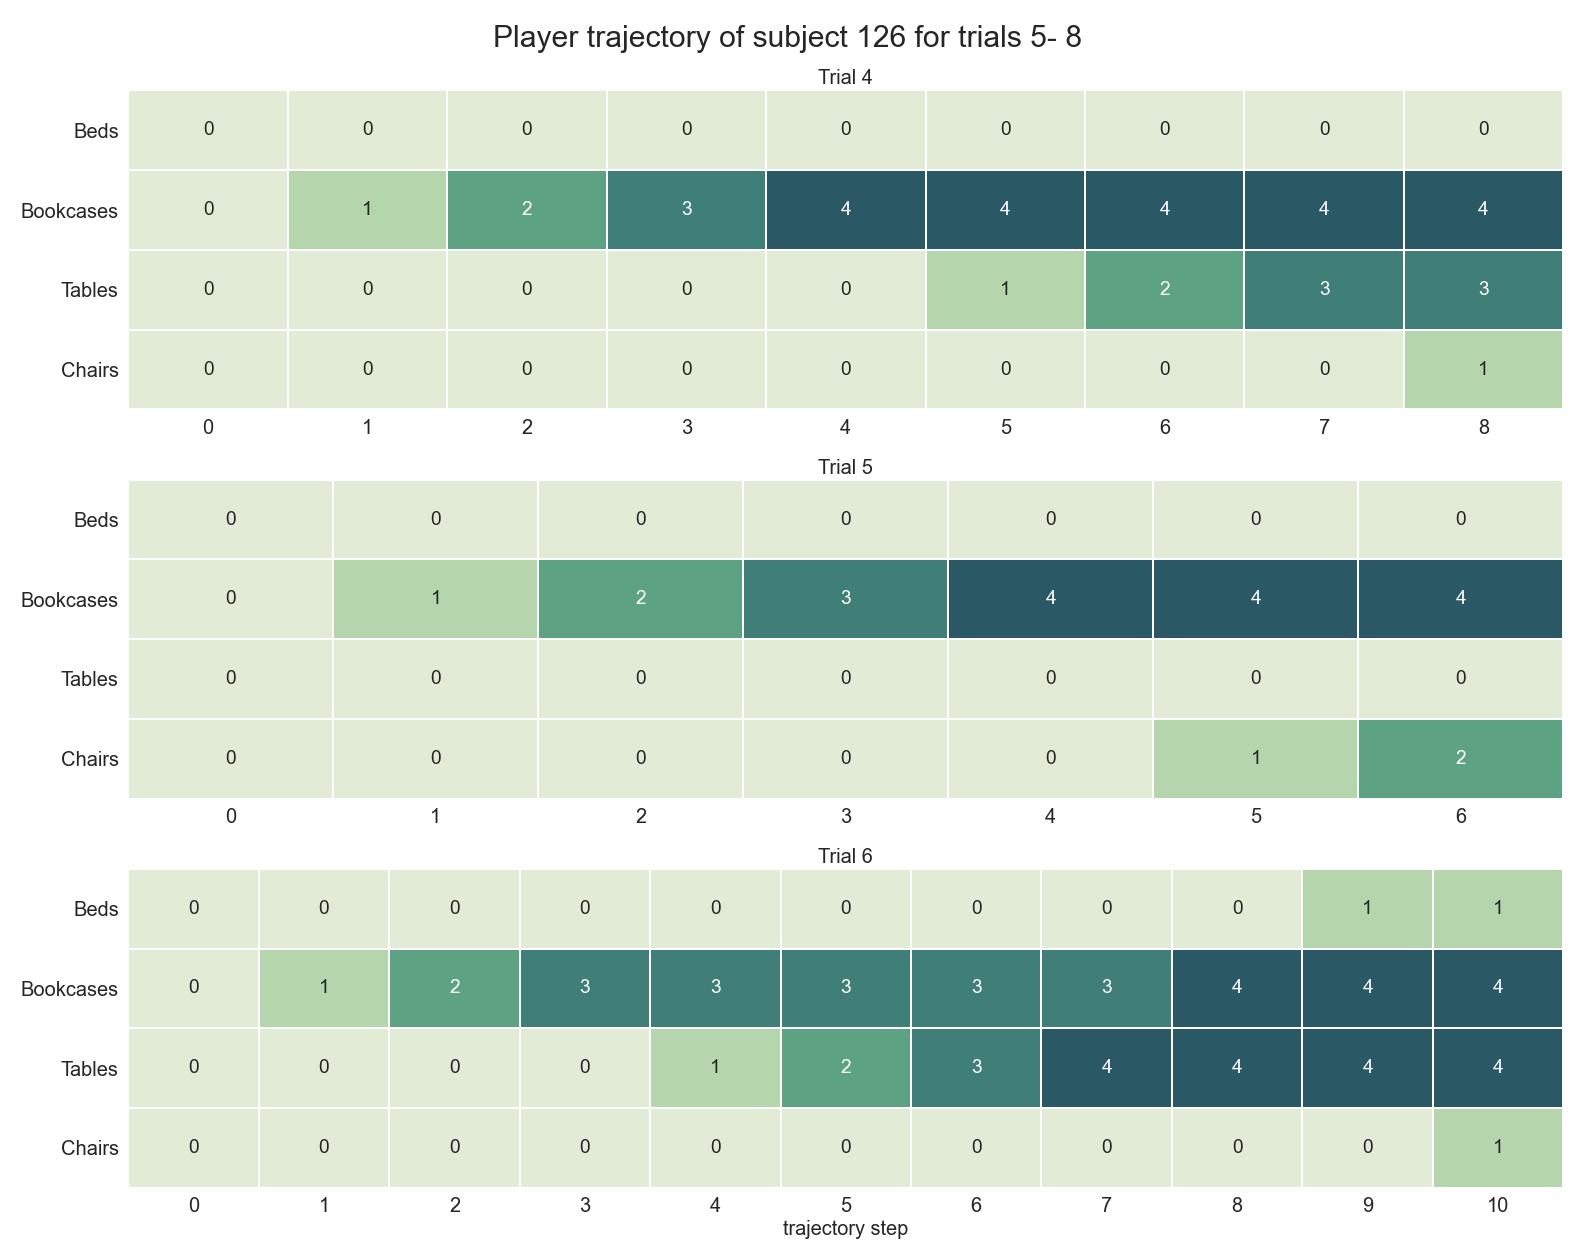 Player trajectory of subject 126 for trials 5- 8
Trial 4
Beds 0 0 0 0 0 0 0 0 0
Bookcases 0 1 2 3 4 4 4 4 4
Tables 0 0 0 0 0 1 2 3 3
Chairs 0 0 0 0 0 0 0 0 1
0 1 2 3 4 5 6 7 8
Trial 5
Beds 0 0 0 0 0 0 0
Bookcases 0 1 2 3 4 4 4
Tables 0 0 0 0 0 0 0
Chairs 0 0 0 0 0 1 2
0 1 2 3 4 5 6
Trial 6
Beds 0 0 0 0 0 0 0 0 0 1 1
Bookcases 0 1 2 3 3 3 3 3 4 4 4
Tables 0 0 0 0 1 2 3 4 4 4 4
Chairs 0 0 0 0 0 0 0 0 0 0 1
0 1 2 3 4 5 6 7 8 9 10
trajectory step